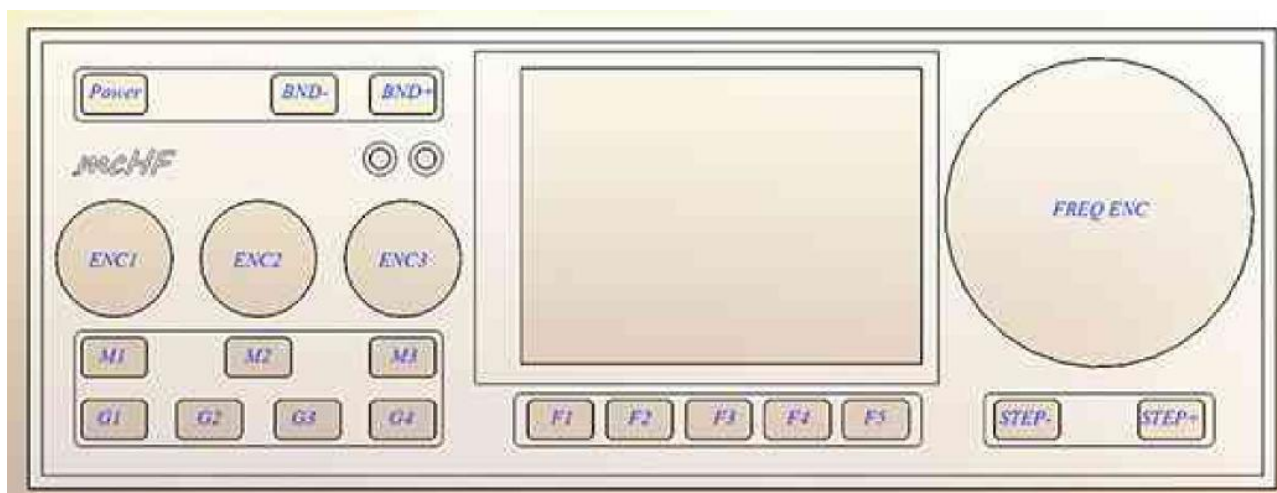 Power BND- BND+
mcHF
ENC1 ENC2 ENC3 FREQ ENC
M1 M2 M3
G1 G2 G3 G4 F1 F2 F3 F4 F5 STEP- STEP+